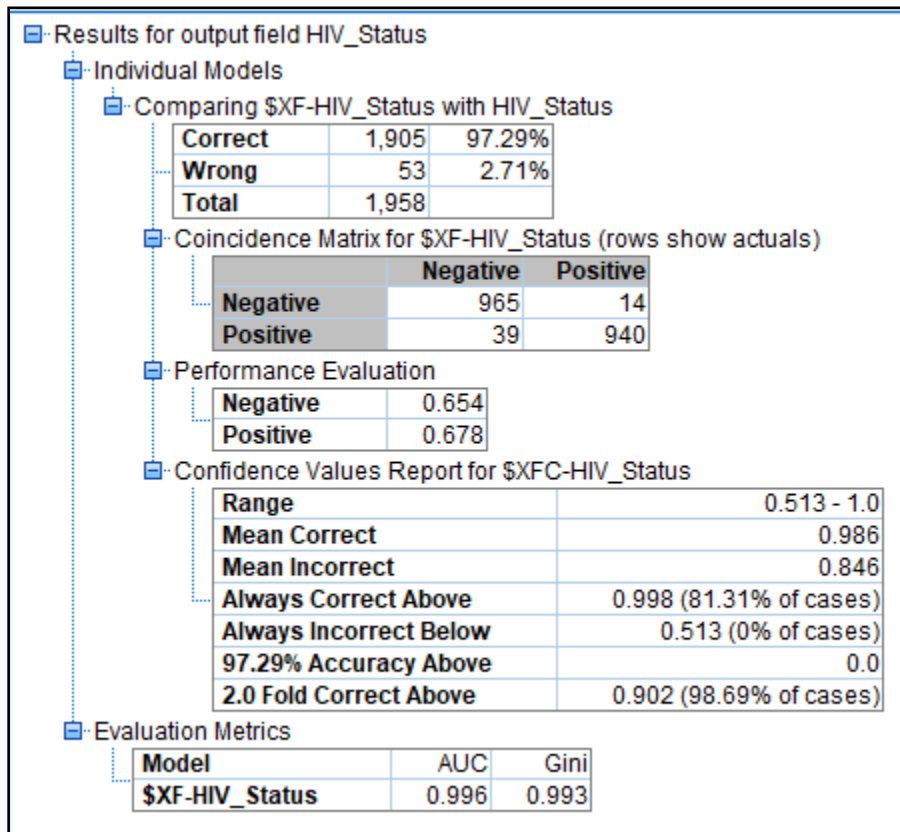 Results for output field HIV_Status
Individual Models
Comparing $XF-HIV_Status with HIV_Status
Correct 1,905 97.29%
Wrong 53 2.71%
Total 1,958
Coincidence Matrix for $XF-HIV_Status (rows show actuals)
Negative Positive
Negative 965 14
Positive 39 940
Performance Evaluation
Negative 0.654
Positive 0.678
Confidence Values Report for $XFC-HIV_Status
Range 0.513 - 1.0
Mean Correct 0.986
Mean Incorrect 0.846
Always Correct Above 0.998 (81.31% of cases)
Always Incorrect Below 0.513 (0% of cases)
97.29% Accuracy Above 0.0
2.0 Fold Correct Above 0.902 (98.69% of cases)
Evaluation Metrics
Model AUC Gini
$XF-HIV_Status 0.996 0.993